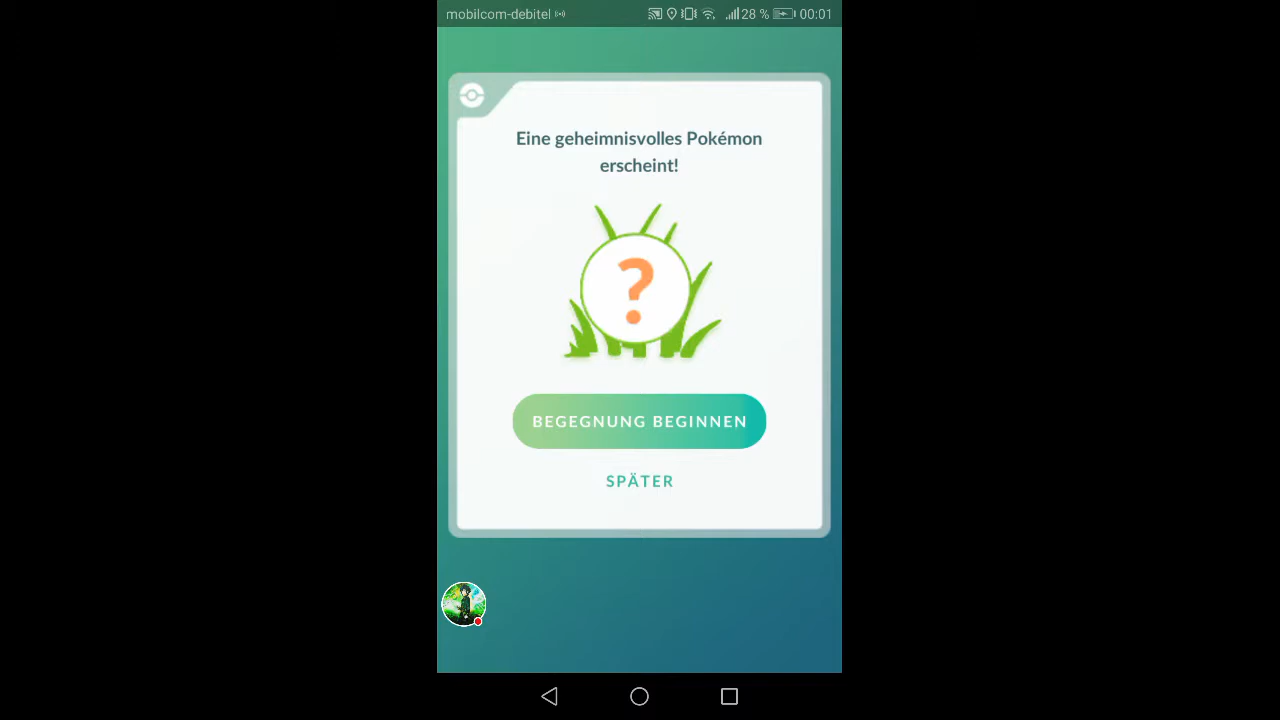 mobilcom-debitel 28 % 00:01
Eine geheimnisvolles Pokémon
erscheint!
?
BEGEGNUNG BEGINNEN
SPÄTER